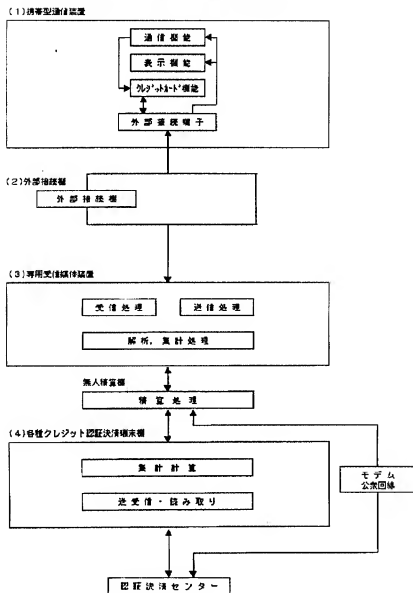 (1)携帯型通信装置
通信機能
表示機能
クレジットカード機能
外部接続端子
(2)外部接続機
外部接続機
(3)専用受信媒体装置
受信処理
送信処理
解析,集計処理
無人精算機
積算処理
(4)各種クレジット認証決済端末機
集計計算
送受信・読み取り
モデム
公衆回線
認証決済センター